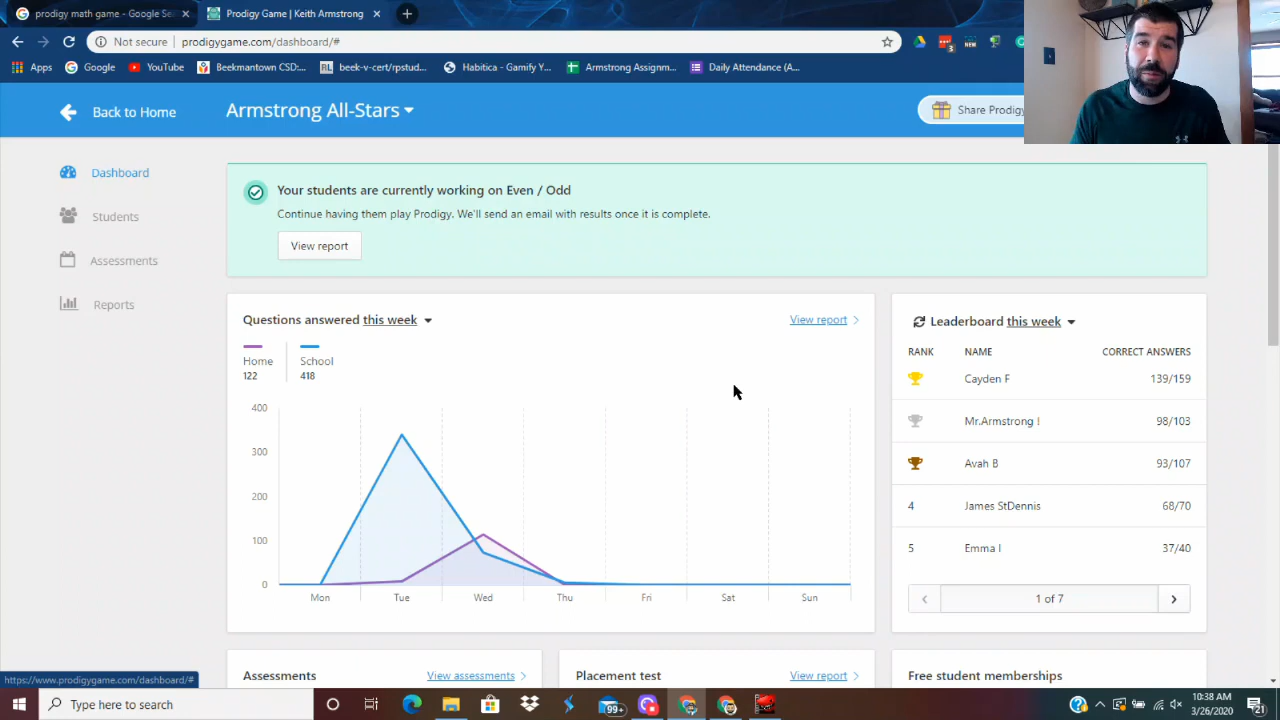 prodigy math game - Google Se
Prodigy Game | Keith Armstrong
Not secure | prodigygame.com/dashboard/#
3
NEW
Apps
Google
YouTube
Beekmantown CSD:...
RL beek-v-cert/rpstud...
Habitica - Gamify Y...
Armstrong Assignm...
Daily Attendance (A...
Back to Home
Armstrong All-Stars
Share Prodigy
Dashboard
Students
Assessments
Reports
Your students are currently working on Even / Odd
Continue having them play Prodigy. We'll send an email with results once it is complete.
View report
Questions answered this week
View report
Home
122
School
418
400
300
200
100
0
Mon
Tue
Wed
Thu
Fri
Sat
Sun
Leaderboard this week
RANK NAME CORRECT ANSWERS
Cayden F 139/159
Mr.Armstrong I 98/103
Avah B 93/107
4 James StDennis 68/70
5 Emma I 37/40
1 of 7
Assessments
View assessments
Placement test
View report
Free student memberships
https://www.prodigygame.com/dashboard/#
Type here to search
99+
10:38 AM
3/26/2020
21